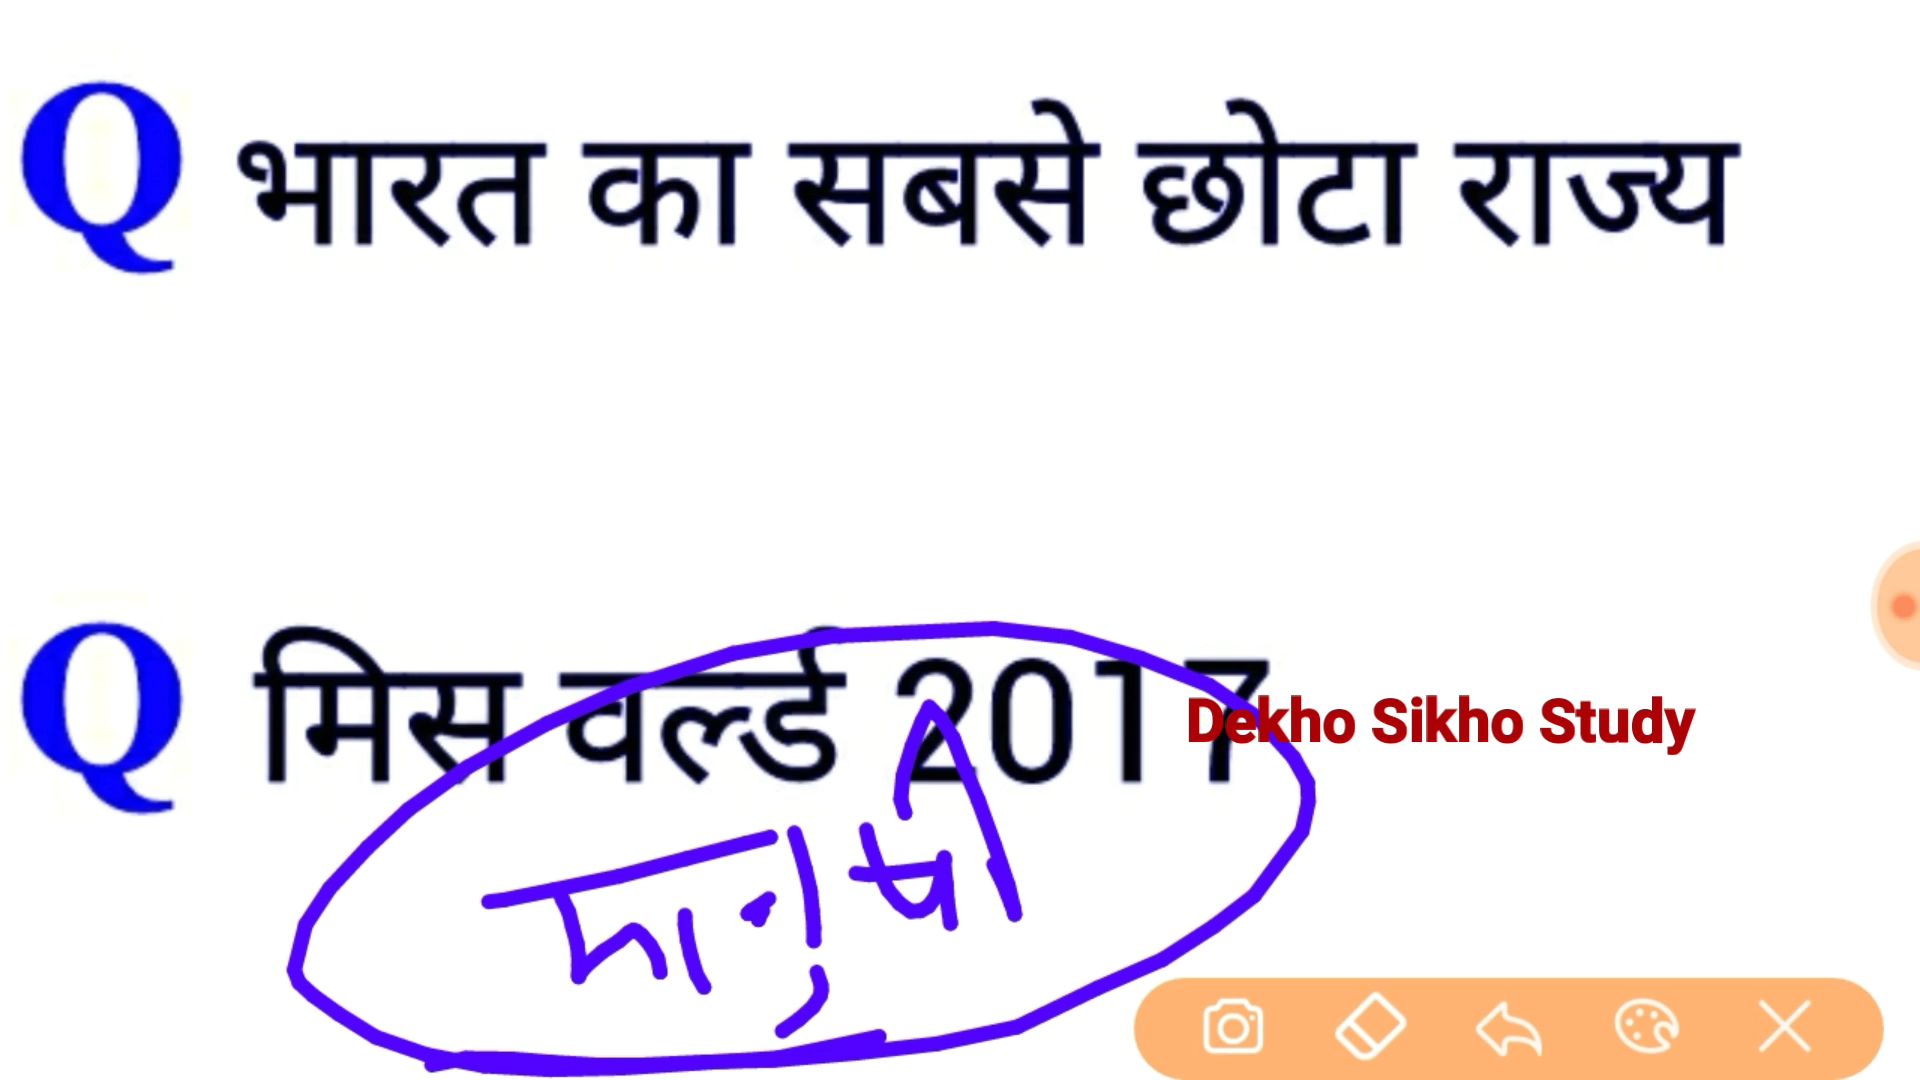 Q भारत का सबसे छोटा राज्य
Q मिस वर्ल्ड 2017
Dekho Sikho Study
मानुषी